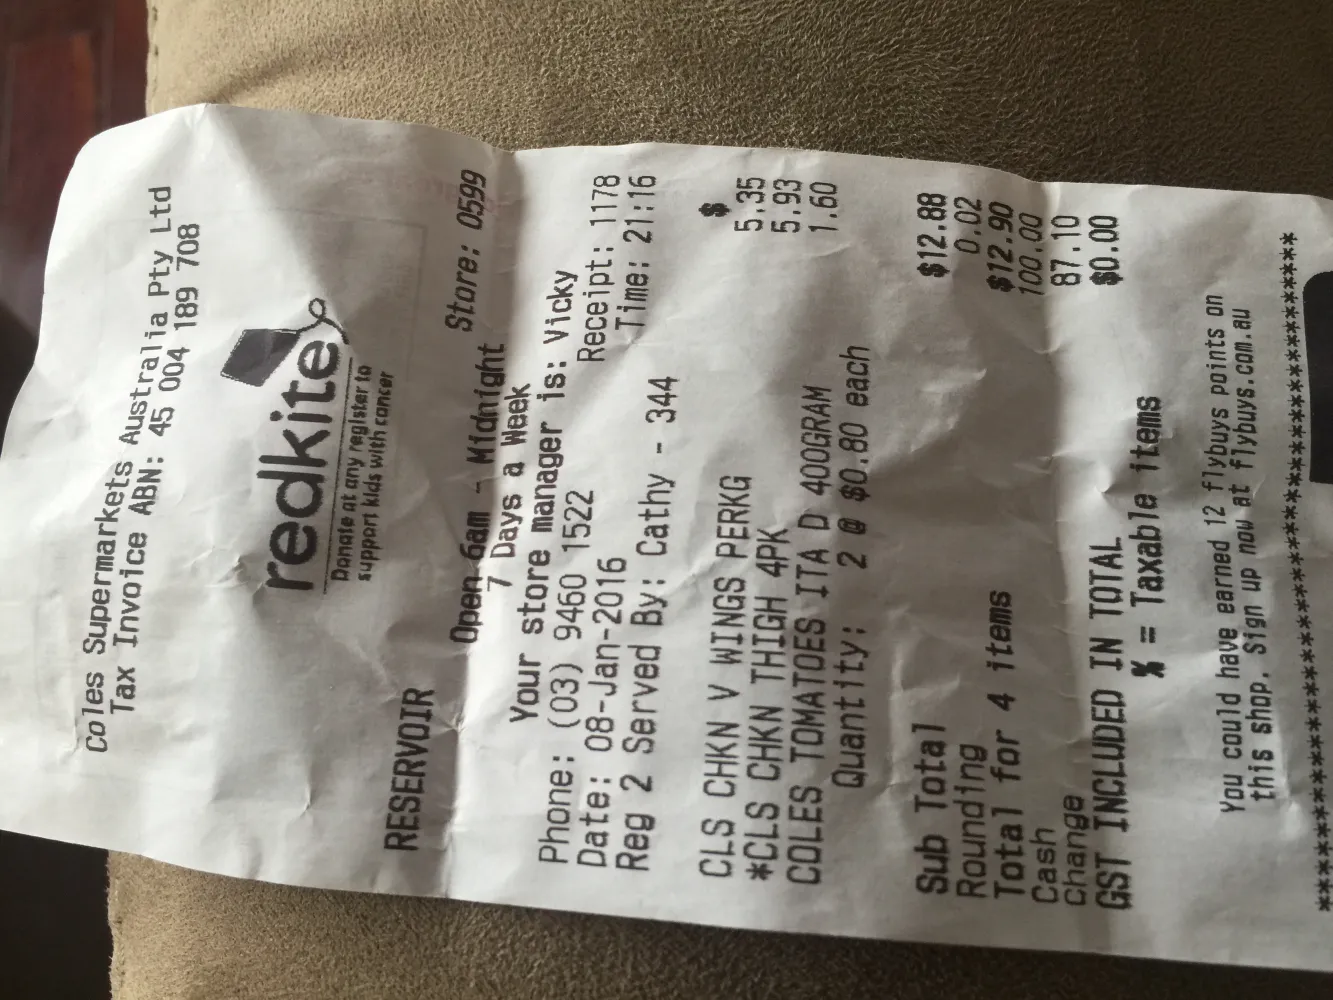 Coles Supermarkets Australia Pty Ltd
Tax Invoice ABN: 45 004 189 708
redkite
Donate at any register to
support kids with cancer
RESERVOIR Store: 0599
Open 6am - Midnight
7 Days a Week
Your store manager is: Vicky
Phone: (03) 9460 1522 Receipt: 1178
Date: 08-Jan-2016 Time: 21:16
Reg 2 Served By: Cathy - 344
$
CLS CHKN V WINGS PERKG 5.35
*CLS CHKN THIGH 4PK 5.93
COLES TOMATOES ITA D 400GRAM 1.60
Quantity: 2 @ $0.80 each
Sub Total $12.88
Rounding 0.02
Total for 4 items $12.90
Cash 100.00
Change 87.10
GST INCLUDED IN TOTAL $0.00
% = Taxable items
You could have earned 12 flybuys points on
this shop. Sign up now at flybuys.com.au